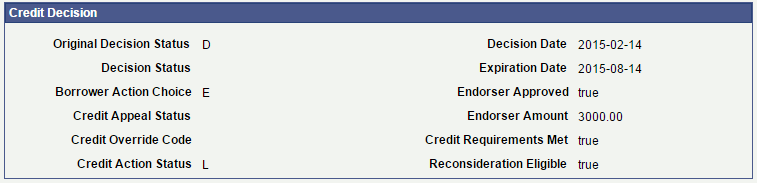 Credit Decision
Original Decision Status D Decision Date 2015-02-14
Decision Status Expiration Date 2015-08-14
Borrower Action Choice E Endorser Approved true
Credit Appeal Status Endorser Amount 3000.00
Credit Override Code Credit Requirements Met true
Credit Action Status L Reconsideration Eligible true